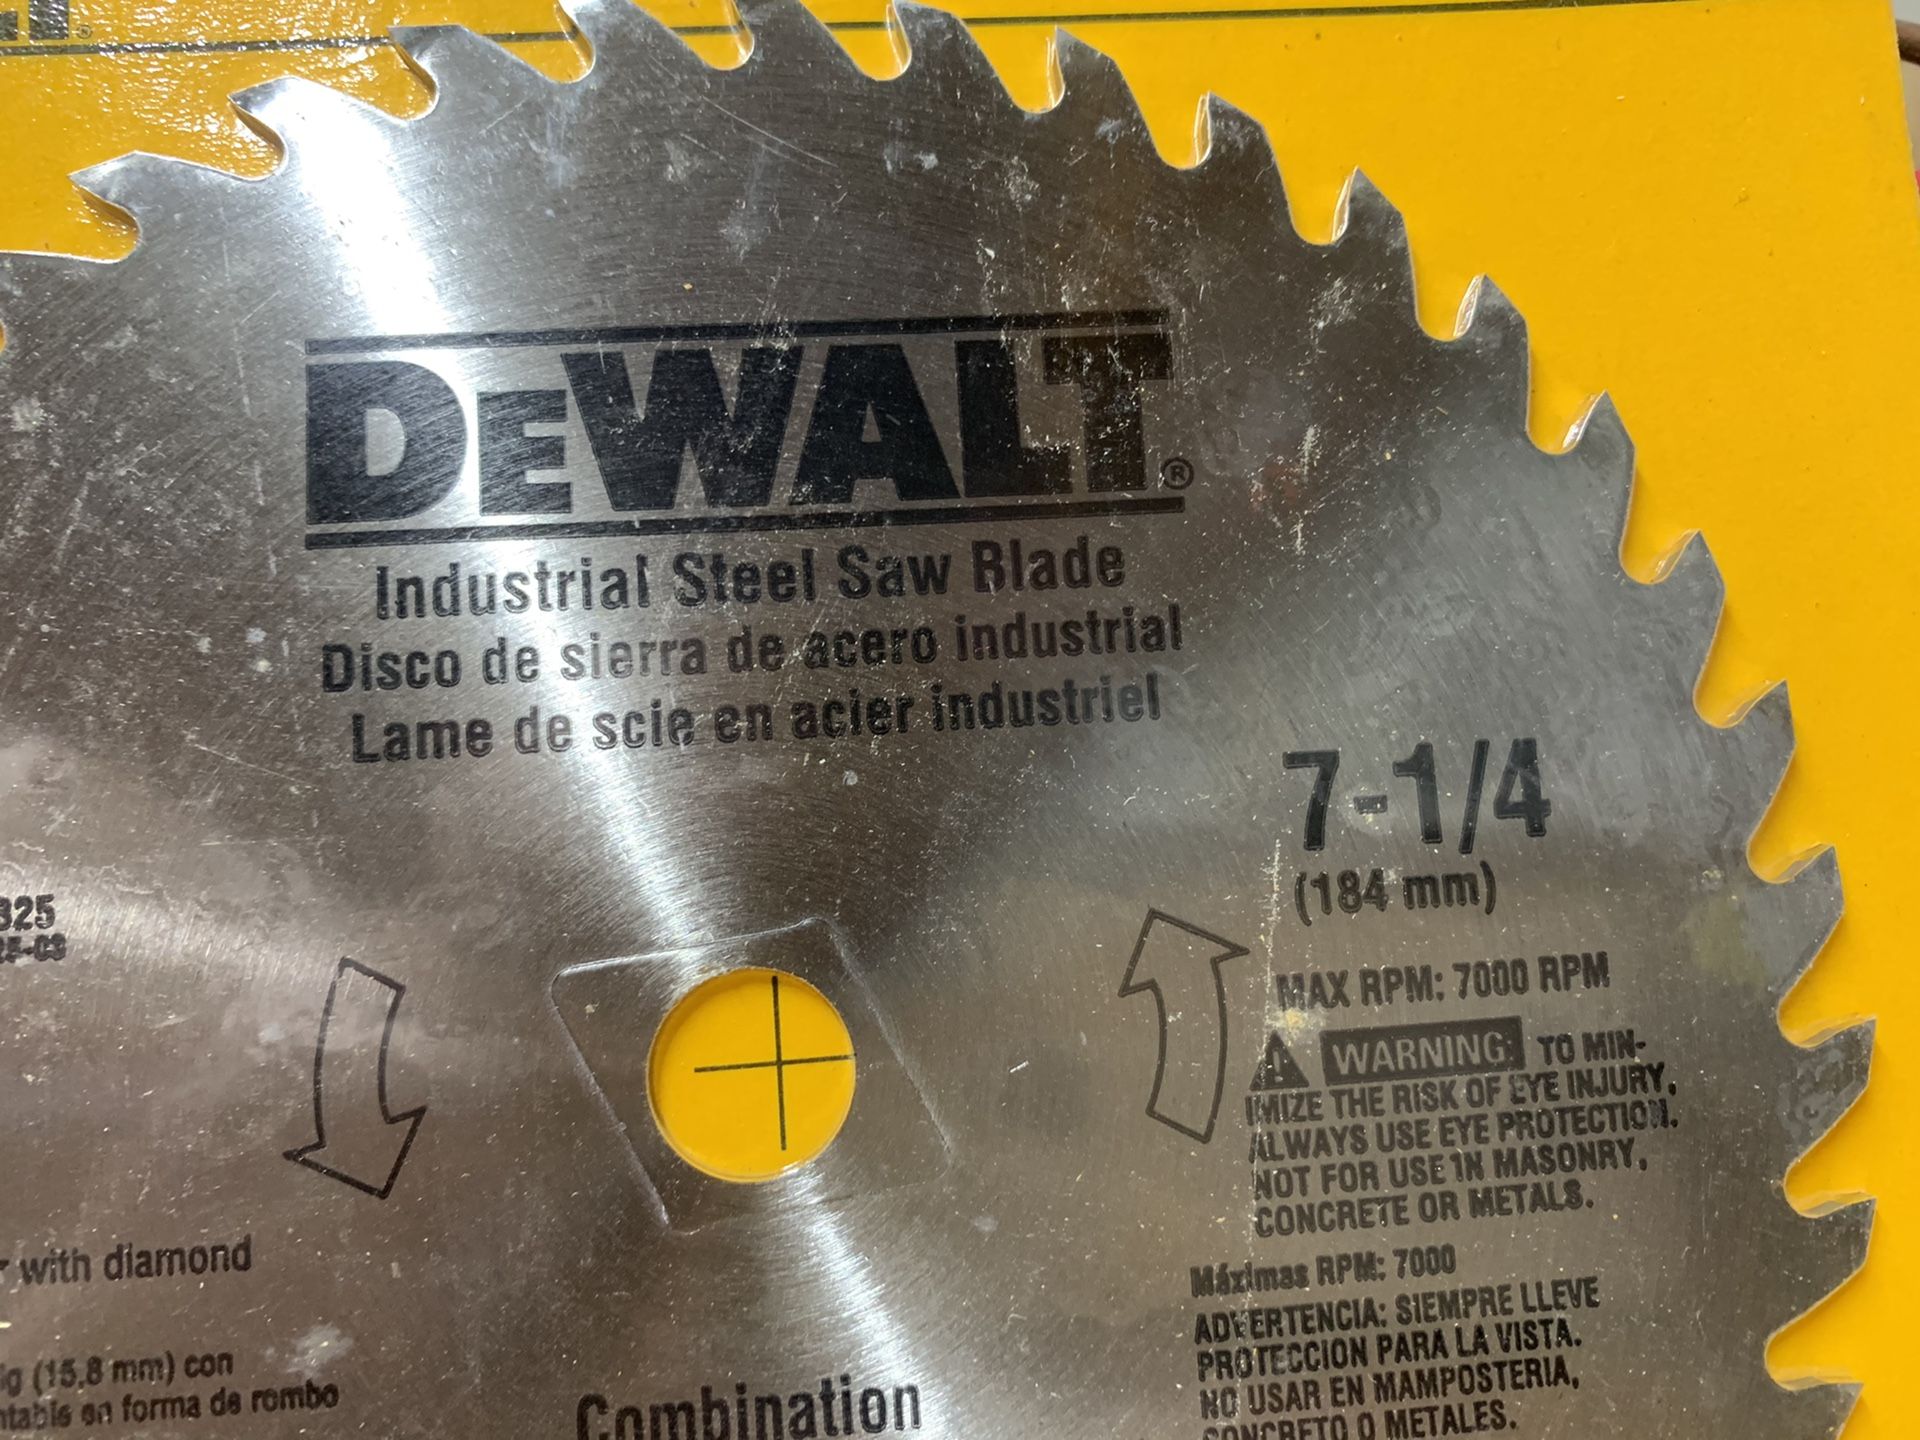 DEWALT®
Industrial Steel Saw Blade
Disco de sierra de acero industrial
Lame de scie en acier industriel
7-1/4
(184 mm)
MAX RPM: 7000 RPM
WARNING: TO MIN-
IMIZE THE RISK OF EYE INJURY,
ALWAYS USE EYE PROTECTION.
NOT FOR USE IN MASONRY,
CONCRETE OR METALS.
Máximas RPM: 7000
ADVERTENCIA: SIEMPRE LLEVE
PROTECCION PARA LA VISTA.
NO USAR EN MAMPOSTERIA,
CONCRETO O METALES.
with diamond
(15,8 mm) con
en forma de rombo
Combination